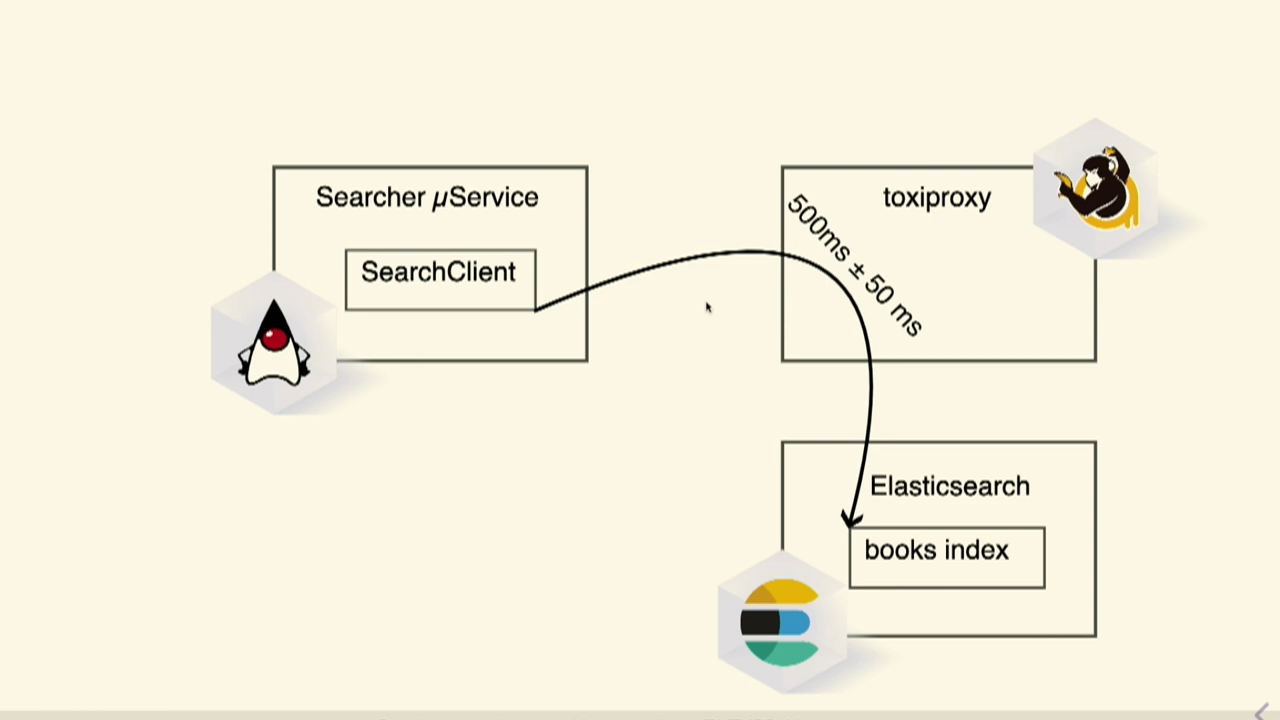 Searcher µService
SearchClient
toxiproxy
500ms ± 50 ms
Elasticsearch
books index